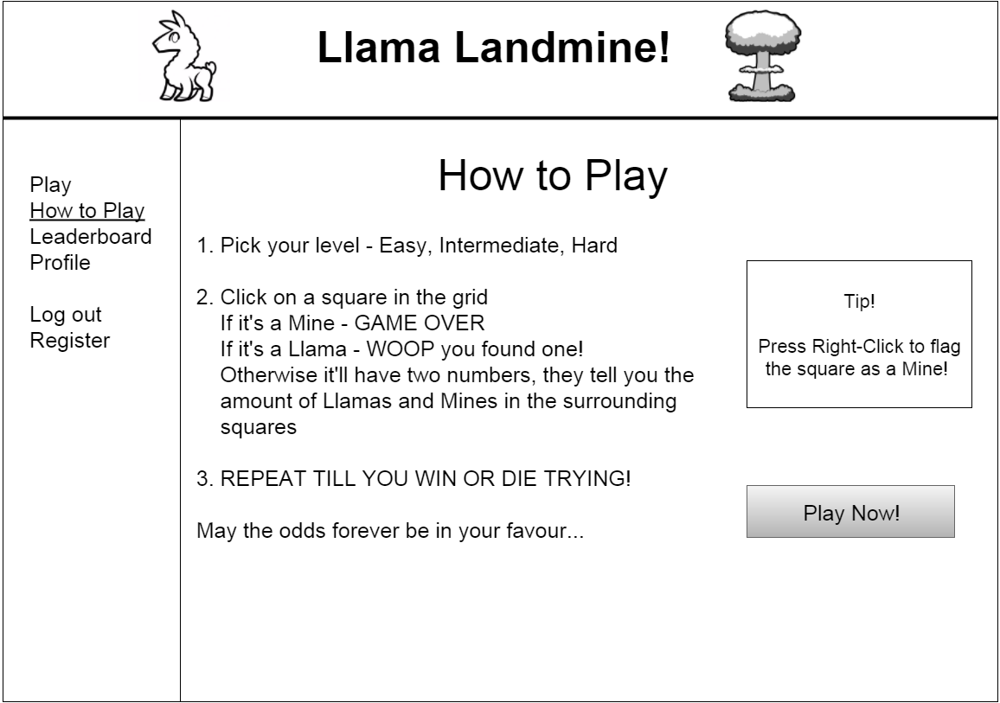 Llama Landmine!
Play
How to Play
Leaderboard
Profile
Log out
Register
How to Play
1. Pick your level - Easy, Intermediate, Hard
2. Click on a square in the grid
If it's a Mine - GAME OVER
If it's a Llama - WOOP you found one!
Otherwise it'll have two numbers, they tell you the
amount of Llamas and Mines in the surrounding
squares
3. REPEAT TILL YOU WIN OR DIE TRYING!
May the odds forever be in your favour...
Tip!
Press Right-Click to flag
the square as a Mine!
Play Now!